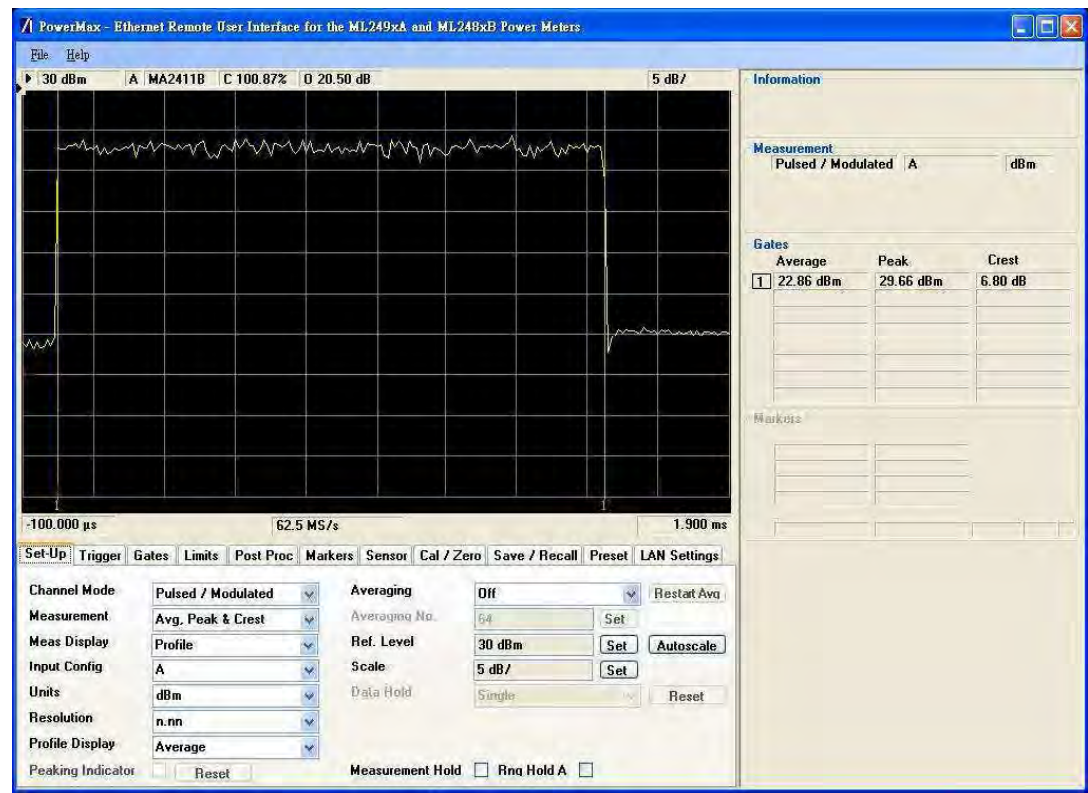 PowerMax - Ethernet Remote User Interface for the ML249xA and ML248xB Power Meters
File Help
30 dBm A MA2411B C 100.87% O 20.50 dB 5 dB/
1 1
-100.000 µs 62.5 MS/s 1.900 ms
Information
Measurement
Pulsed / Modulated A dBm
Gates
Average Peak Crest
1 22.86 dBm 29.66 dBm 6.80 dB
Markers
Set-Up Trigger Gates Limits Post Proc Markers Sensor Cal / Zero Save / Recall Preset LAN Settings
Channel Mode Pulsed / Modulated Averaging Off Restart Avg
Measurement Avg, Peak & Crest Averaging No. 64 Set
Meas Display Profile Ref. Level 30 dBm Set Autoscale
Input Config A Scale 5 dB/ Set
Units dBm Data Hold Single Reset
Resolution n.nn
Profile Display Average
Peaking Indicator Reset Measurement Hold Rng Hold A